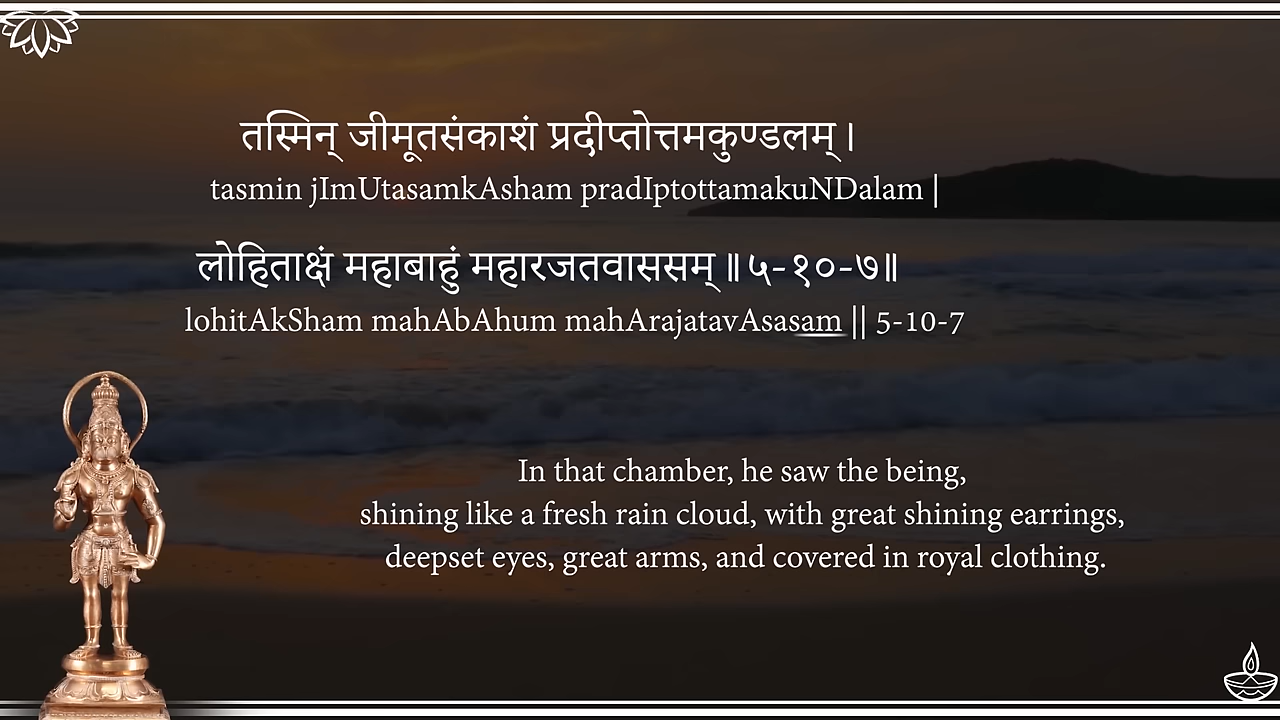 तस्मिन् जीमूतसंकाशं प्रदीप्तोत्तमकुण्डलम् ।
tasmin jImUtasamkAsham pradIptottamakuNDalam |
लोहिताक्षं महाबाहुं महारजतवाससम् ॥ ५-१०-७॥
lohitAkSham mahAbAhum mahArajatavAsasam || 5-10-7
In that chamber, he saw the being,
shining like a fresh rain cloud, with great shining earrings,
deepset eyes, great arms, and covered in royal clothing.